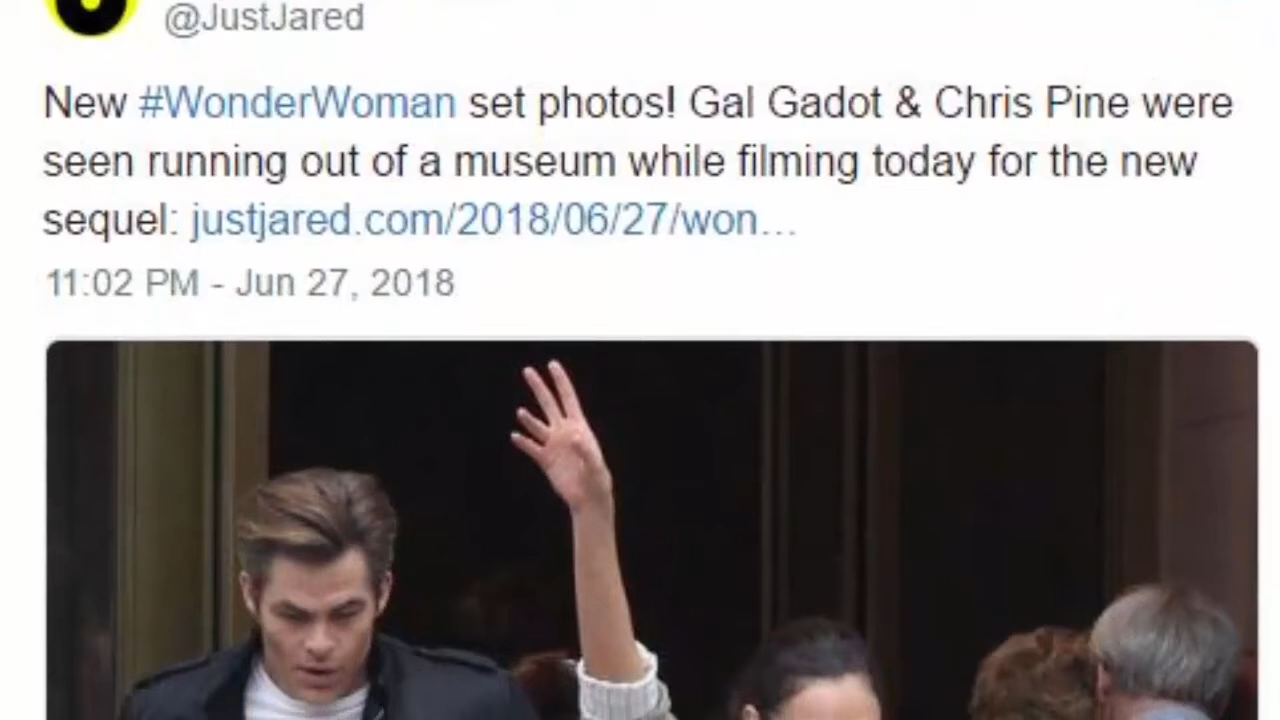 @JustJared
New #WonderWoman set photos! Gal Gadot & Chris Pine were
seen running out of a museum while filming today for the new
sequel: justjared.com/2018/06/27/won...
11:02 PM - Jun 27, 2018